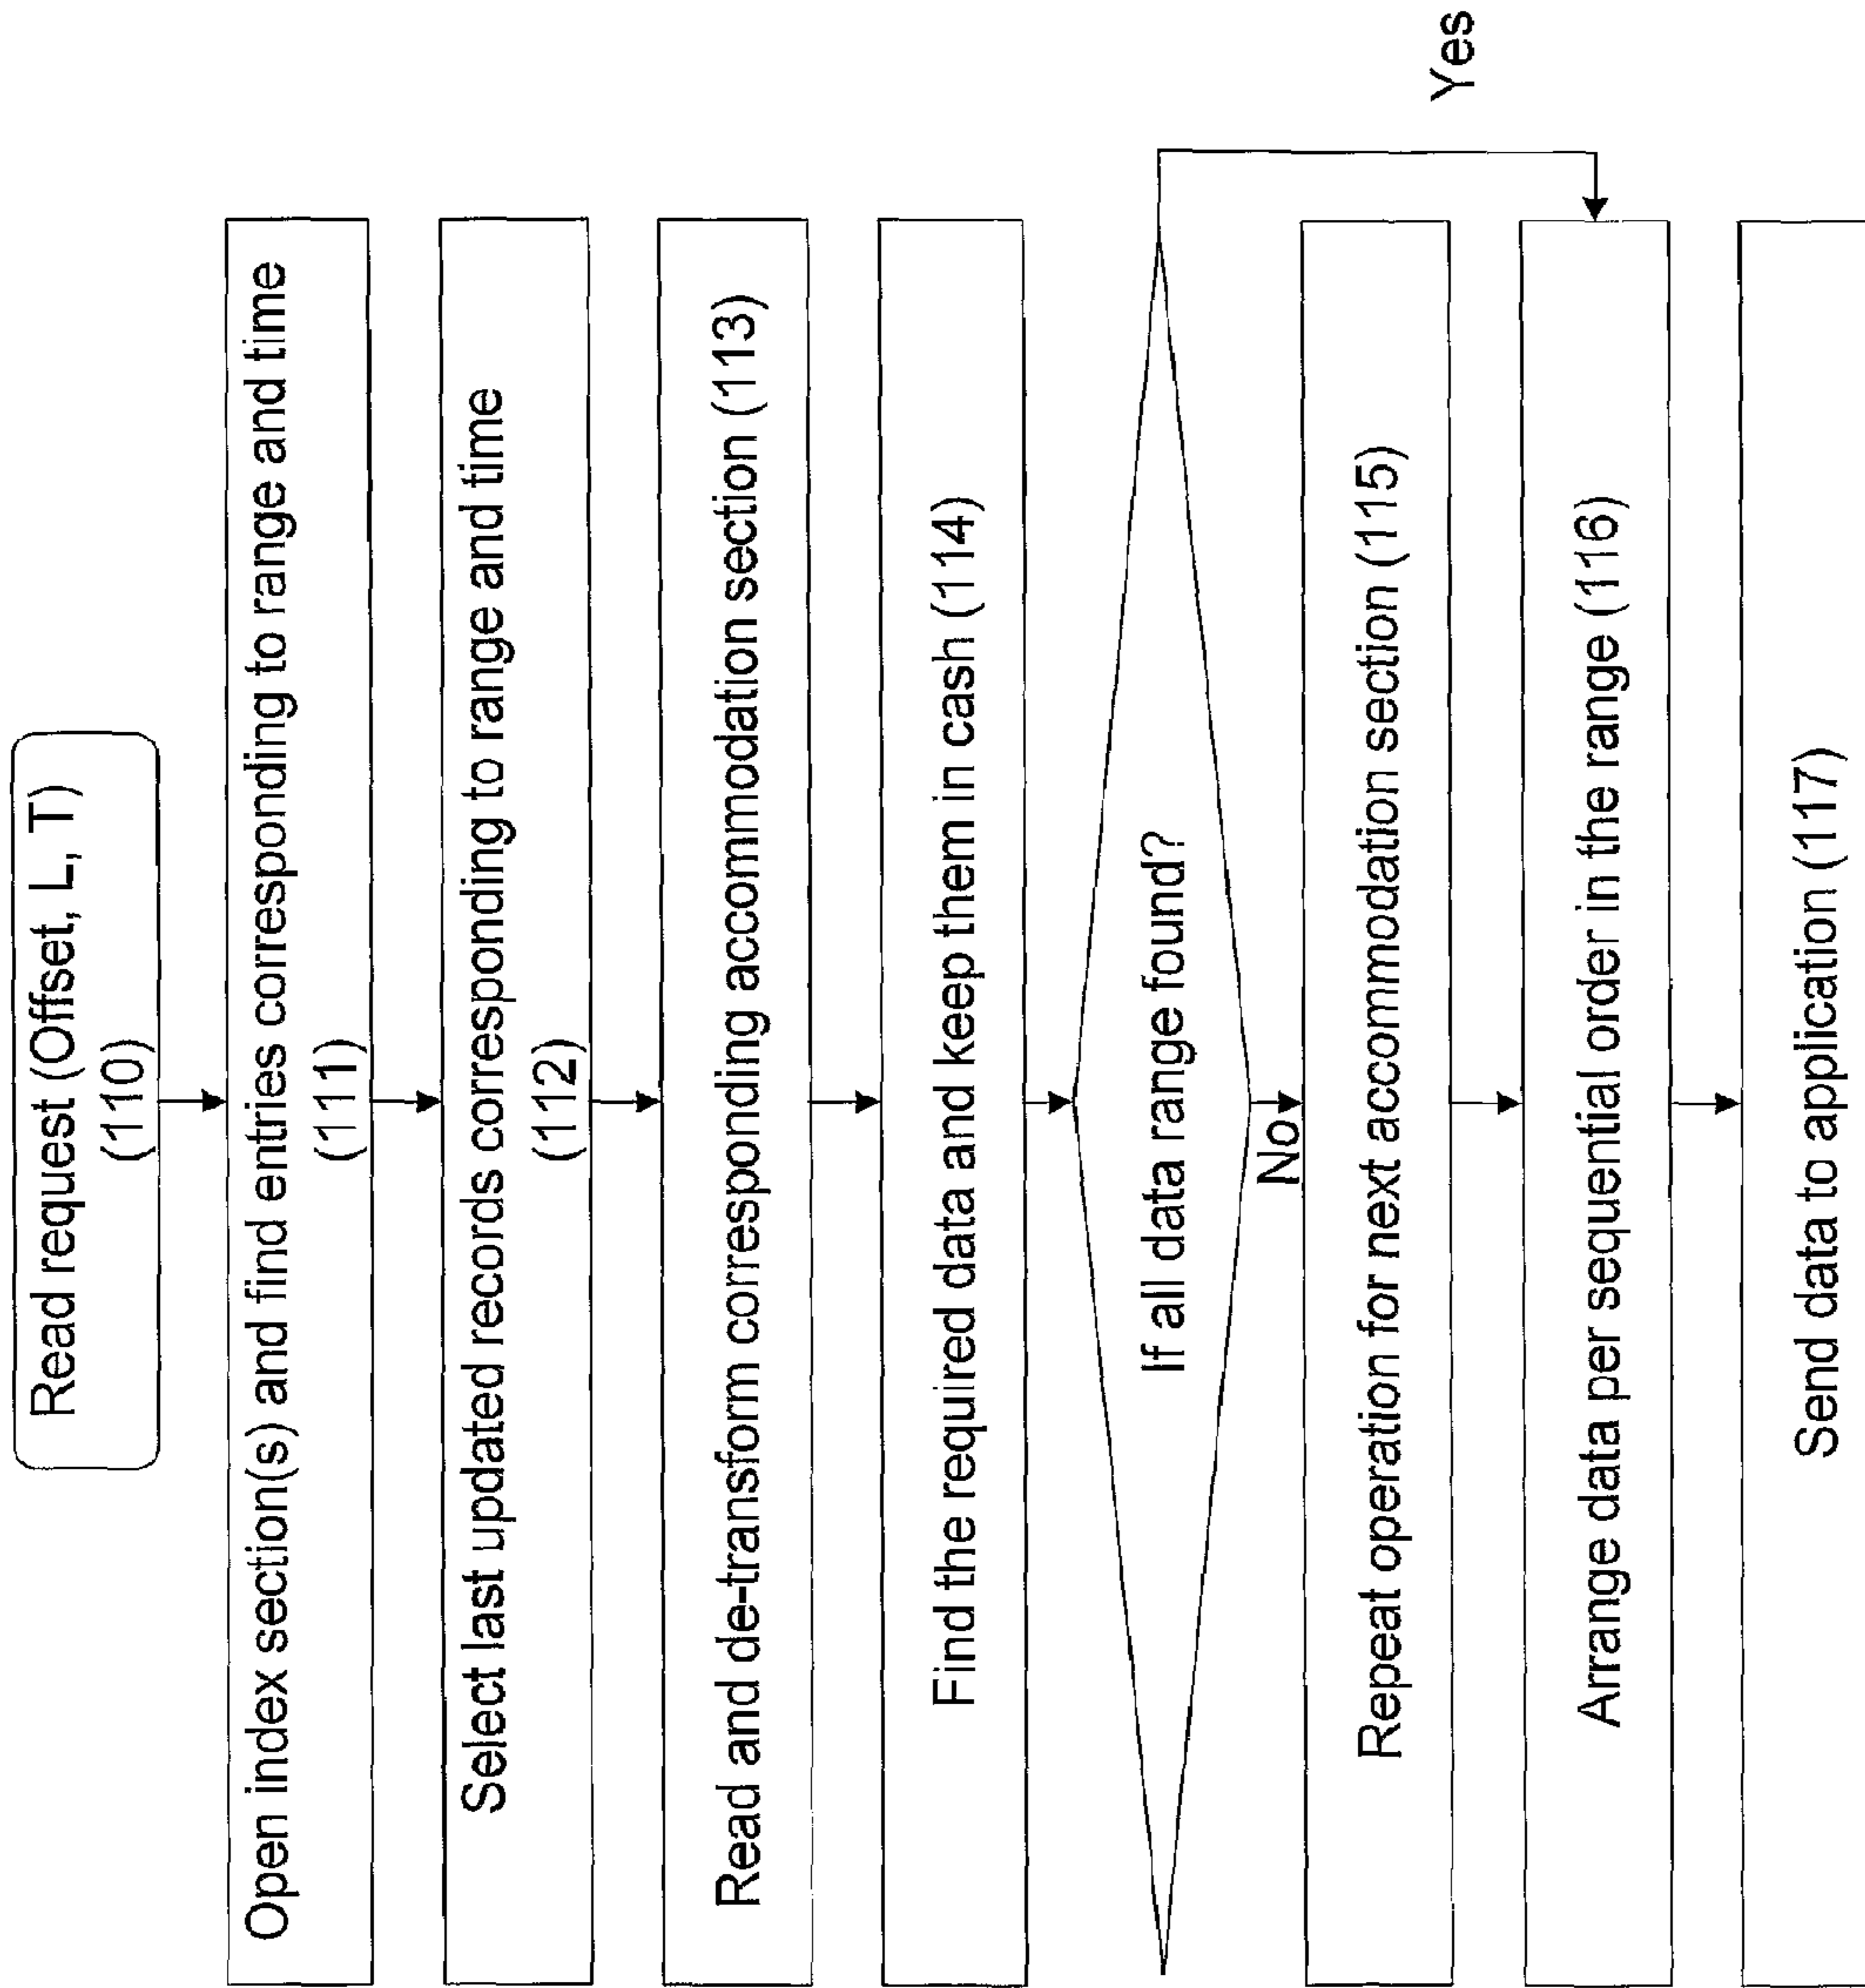 Read request (Offset, L, T)
(110)
Open index section(s) and find entries corresponding to range and time
(111)
Select last updated records corresponding to range and time
(112)
Read and de-transform corresponding accommodation section (113)
Find the required data and keep them in cash (114)
If all data range found?
Yes
No
Repeat operation for next accommodation section (115)
Arrange data per sequential order in the range (116)
Send data to application (117)